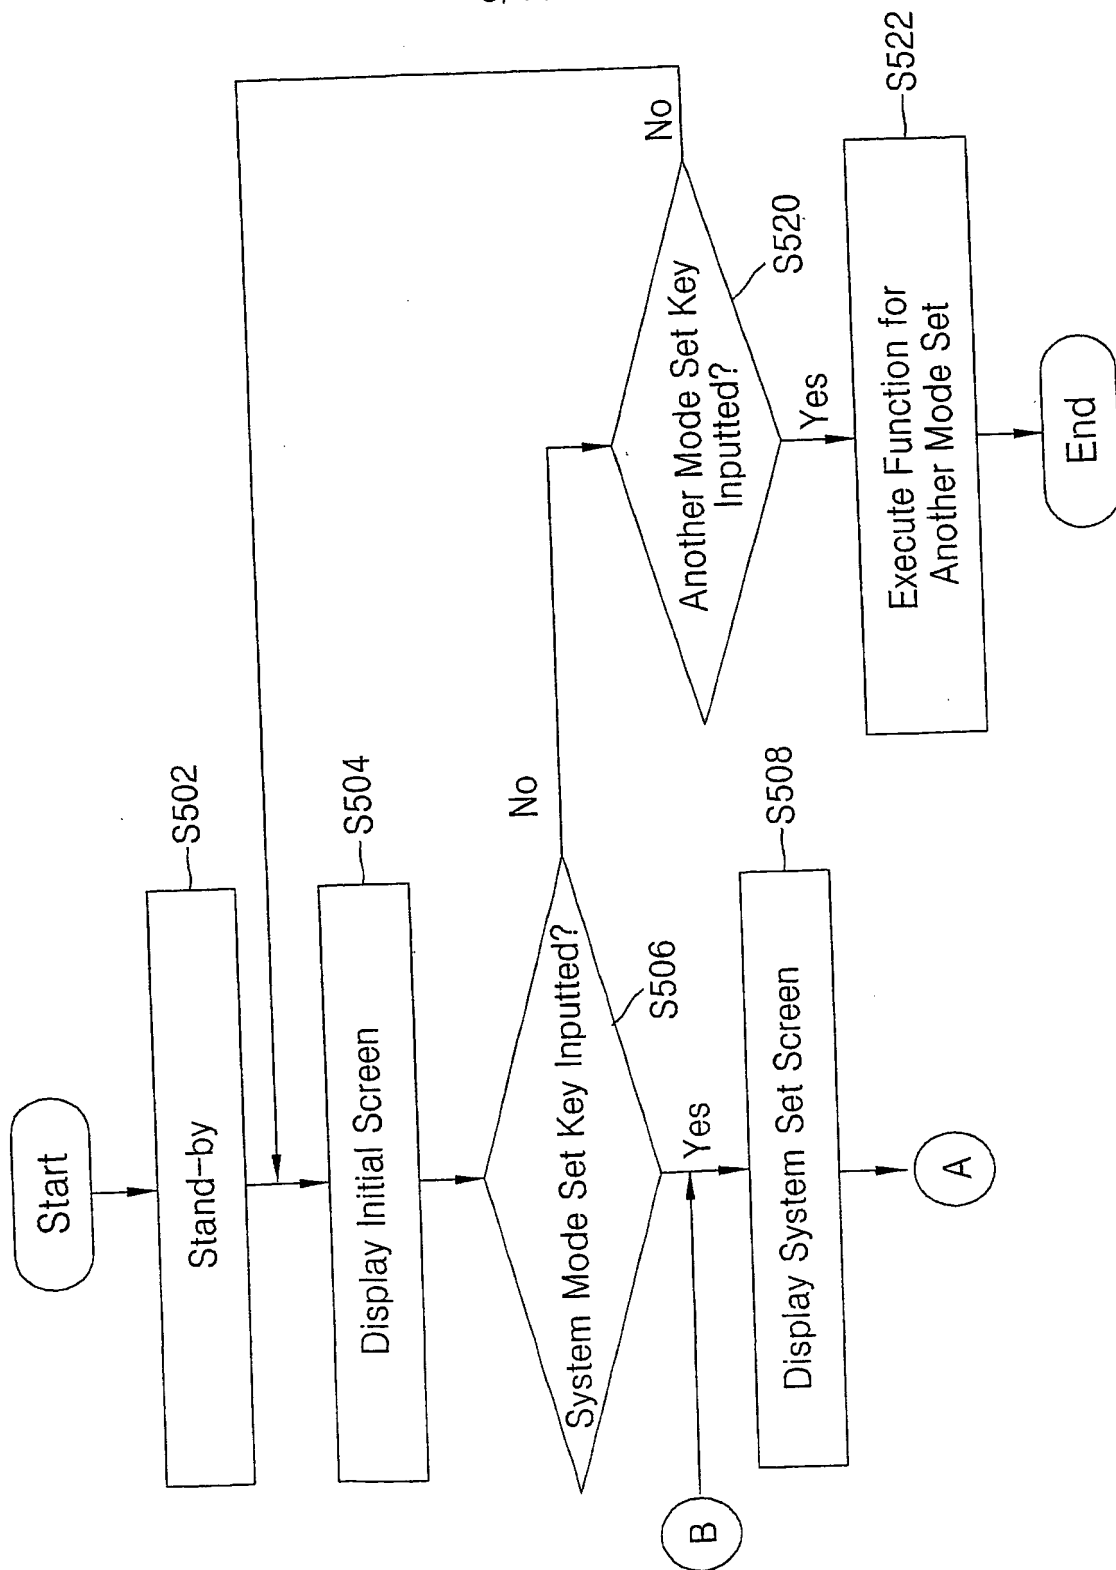 Start
Stand-by
S502
Display Initial Screen
S504
System Mode Set Key Inputted?
S506
No
Yes
B
Display System Set Screen
S508
A
Another Mode Set Key
Inputted?
S520
No
Yes
Execute Function for
Another Mode Set
S522
End